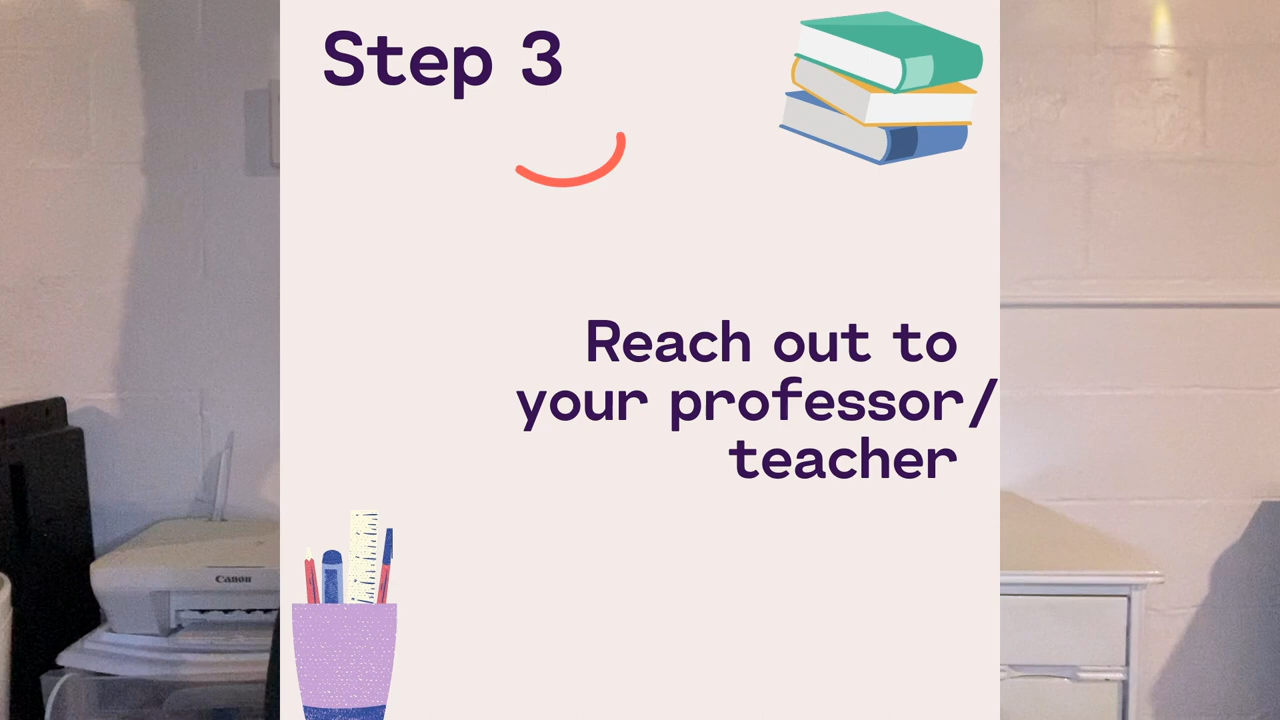 Step 3
Reach out to
your professor/
teacher
Canon